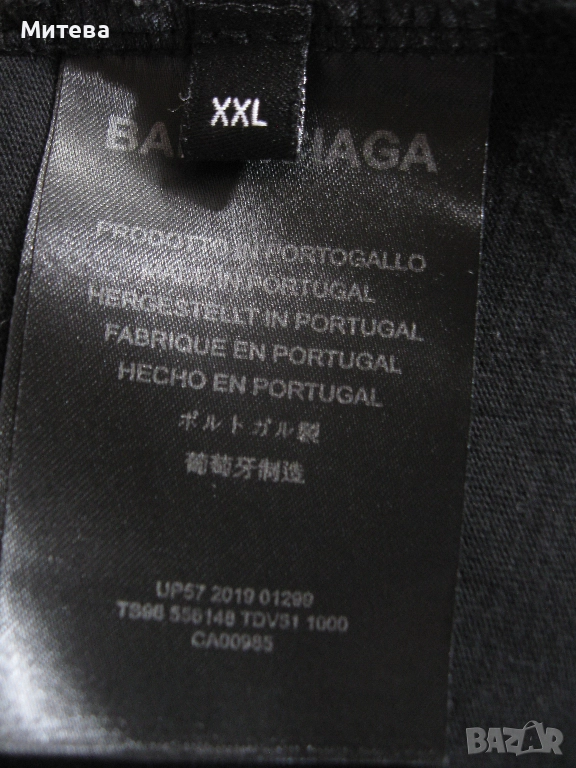 Митева
XXL
PRODOTTO IN PORTOGALLO
MADE IN PORTUGAL
HERGESTELLT IN PORTUGAL
FABRIQUE EN PORTUGAL
HECHO EN PORTUGAL
ポルトガル製
葡萄牙制造
UP57 2019 01299
TS96 556148 TDV51 1000
CA00985
BAZAR